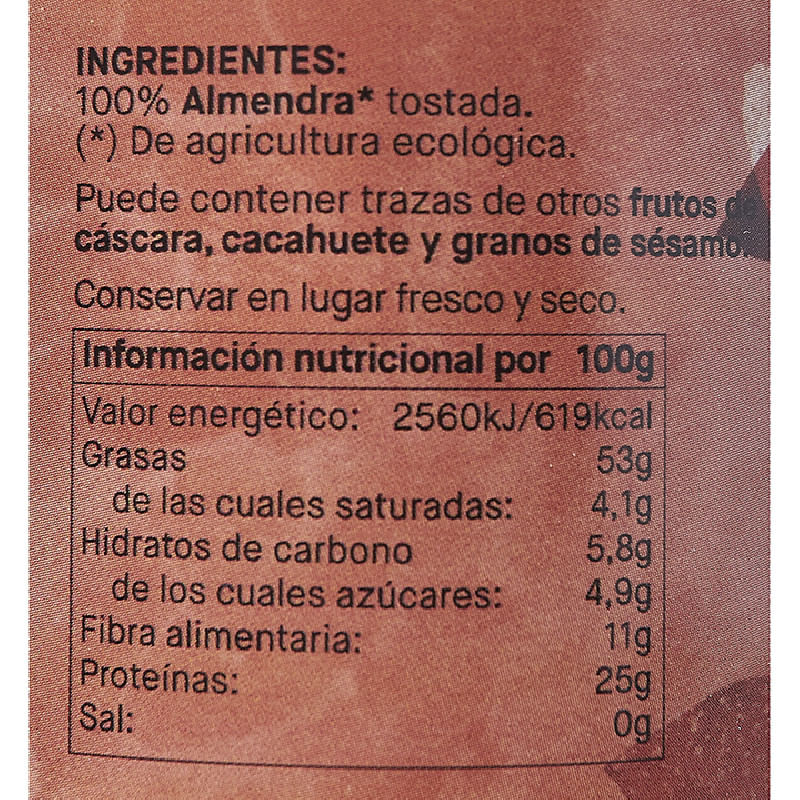 INGREDIENTES:
100% Almendra* tostada.
(*) De agricultura ecológica.
Puede contener trazas de otros frutos de
cáscara, cacahuete y granos de sésamo.
Conservar en lugar fresco y seco.
Información nutricional por 100g
Valor energético: 2560kJ/619kcal
Grasas 53g
de las cuales saturadas: 4,1g
Hidratos de carbono 5,8g
de los cuales azúcares: 4,9g
Fibra alimentaria: 11g
Proteínas: 25g
Sal: 0g